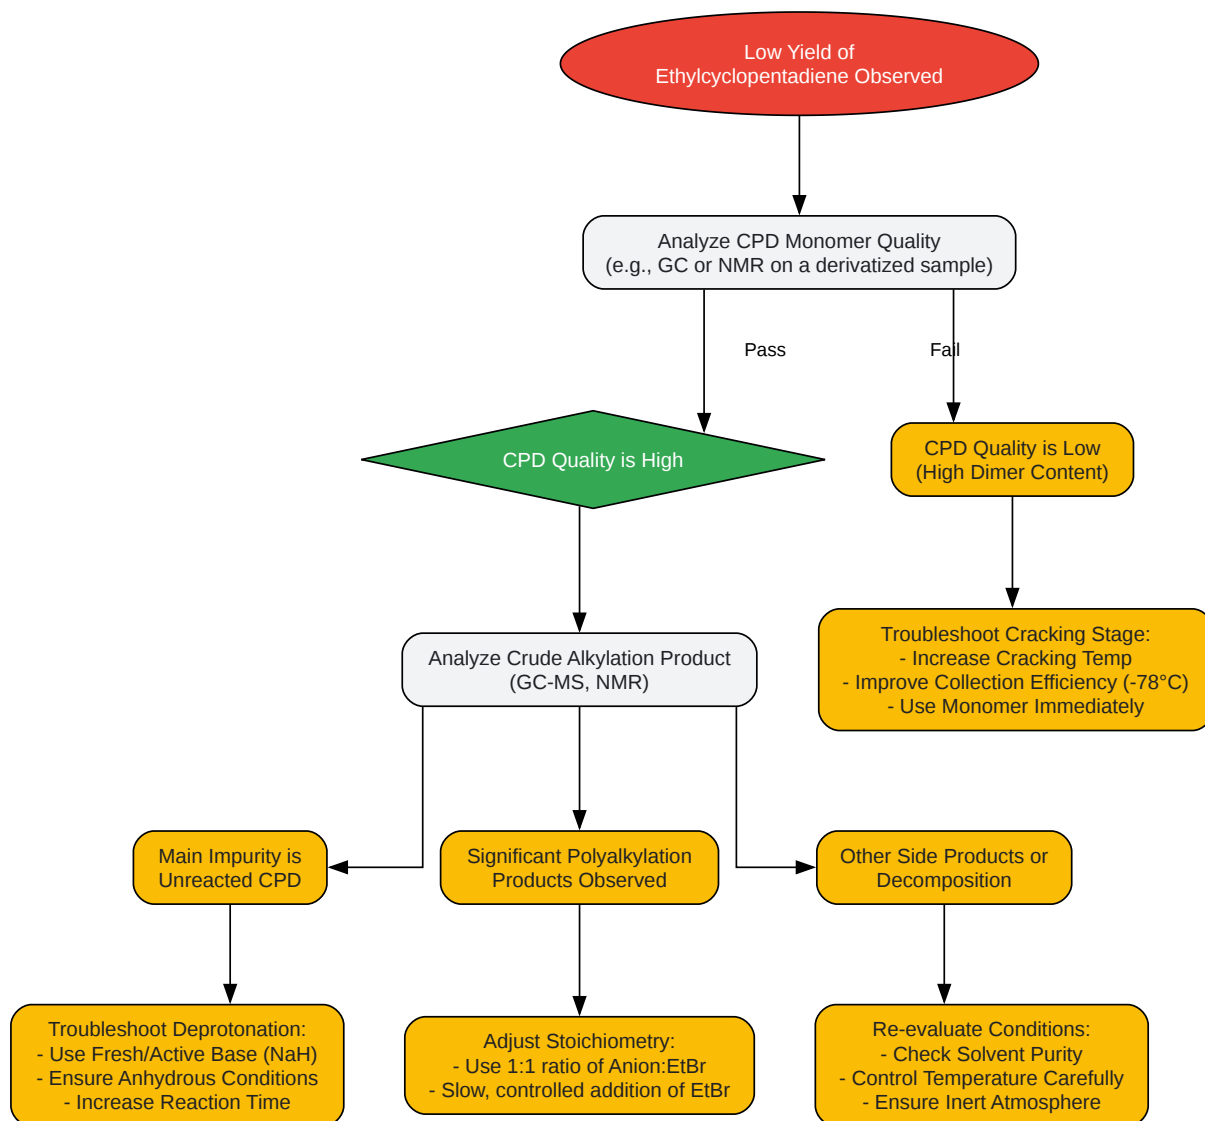 Low Yield of
Ethylcyclopentadiene Observed
Analyze CPD Monomer Quality
(e.g., GC or NMR on a derivatized sample)
Pass
Fail
CPD Quality is High
CPD Quality is Low
(High Dimer Content)
Analyze Crude Alkylation Product
(GC-MS, NMR)
Troubleshoot Cracking Stage:
- Increase Cracking Temp
- Improve Collection Efficiency (-78°C)
- Use Monomer Immediately
Main Impurity is
Unreacted CPD
Significant Polyalkylation
Products Observed
Other Side Products or
Decomposition
Troubleshoot Deprotonation:
- Use Fresh/Active Base (NaH)
- Ensure Anhydrous Conditions
- Increase Reaction Time
Adjust Stoichiometry:
- Use 1:1 ratio of Anion:EtBr
- Slow, controlled addition of EtBr
Re-evaluate Conditions:
- Check Solvent Purity
- Control Temperature Carefully
- Ensure Inert Atmosphere